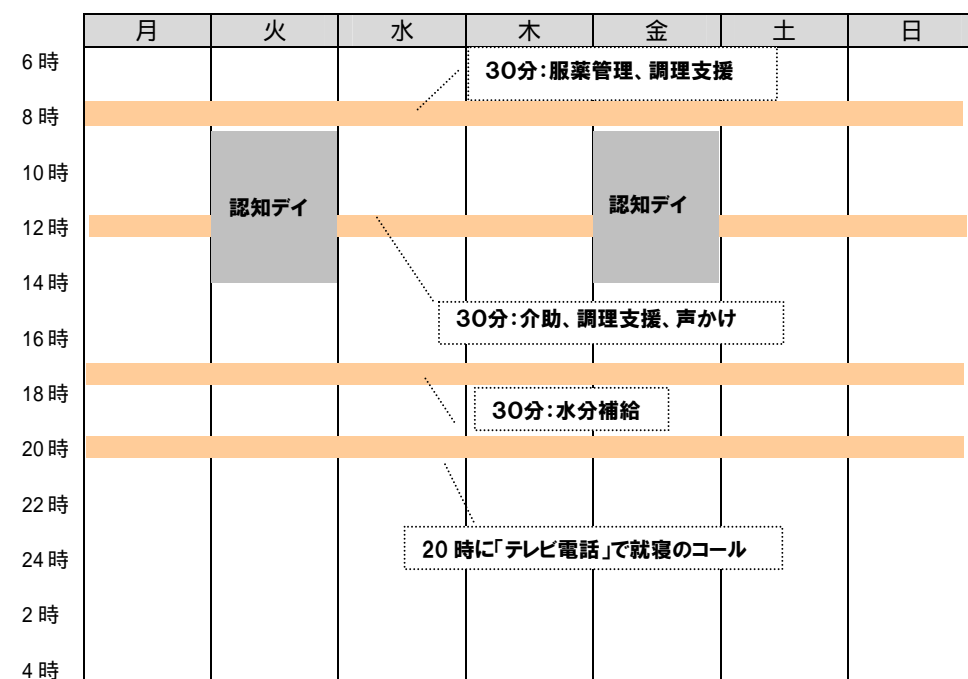 月 火 水 木 金 土 日
6時
30分:服薬管理、調理支援
8時
10時
認知デイ 認知デイ
12時
14時
30分:介助、調理支援、声かけ
16時
18時
30分:水分補給
20時
22時
20時に「テレビ電話」で就寝のコール
24時
2時
4時